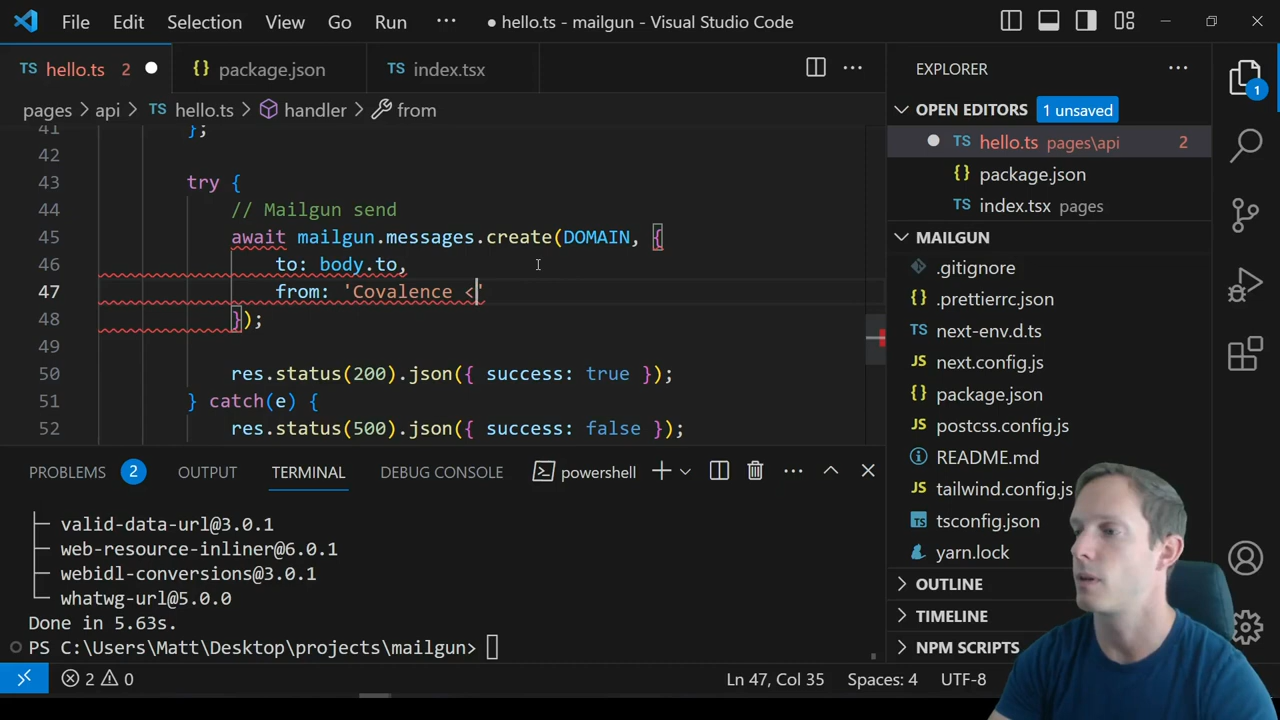 File Edit Selection View Go Run ··· ● hello.ts - mailgun - Visual Studio Code
TS hello.ts 2 ● {} package.json TS index.tsx
pages > api > TS hello.ts > handler > from
41 };
42
43 try {
44 // Mailgun send
45 await mailgun.messages.create(DOMAIN, {
46 to: body.to,
47 from: 'Covalence <'
48 });
49
50 res.status(200).json({ success: true });
51 } catch(e) {
52 res.status(500).json({ success: false });
PROBLEMS 2 OUTPUT TERMINAL DEBUG CONSOLE powershell
├─ valid-data-url@3.0.1
├─ web-resource-inliner@6.0.1
├─ webidl-conversions@3.0.1
└─ whatwg-url@5.0.0
Done in 5.63s.
PS C:\Users\Matt\Desktop\projects\mailgun>
EXPLORER
OPEN EDITORS 1 unsaved
● TS hello.ts pages\api 2
{} package.json
TS index.tsx pages
MAILGUN
.gitignore
.prettierrc.json
TS next-env.d.ts
JS next.config.js
{} package.json
JS postcss.config.js
README.md
JS tailwind.config.js
tsconfig.json
yarn.lock
OUTLINE
TIMELINE
NPM SCRIPTS
1
2 0 Ln 47, Col 35 Spaces: 4 UTF-8